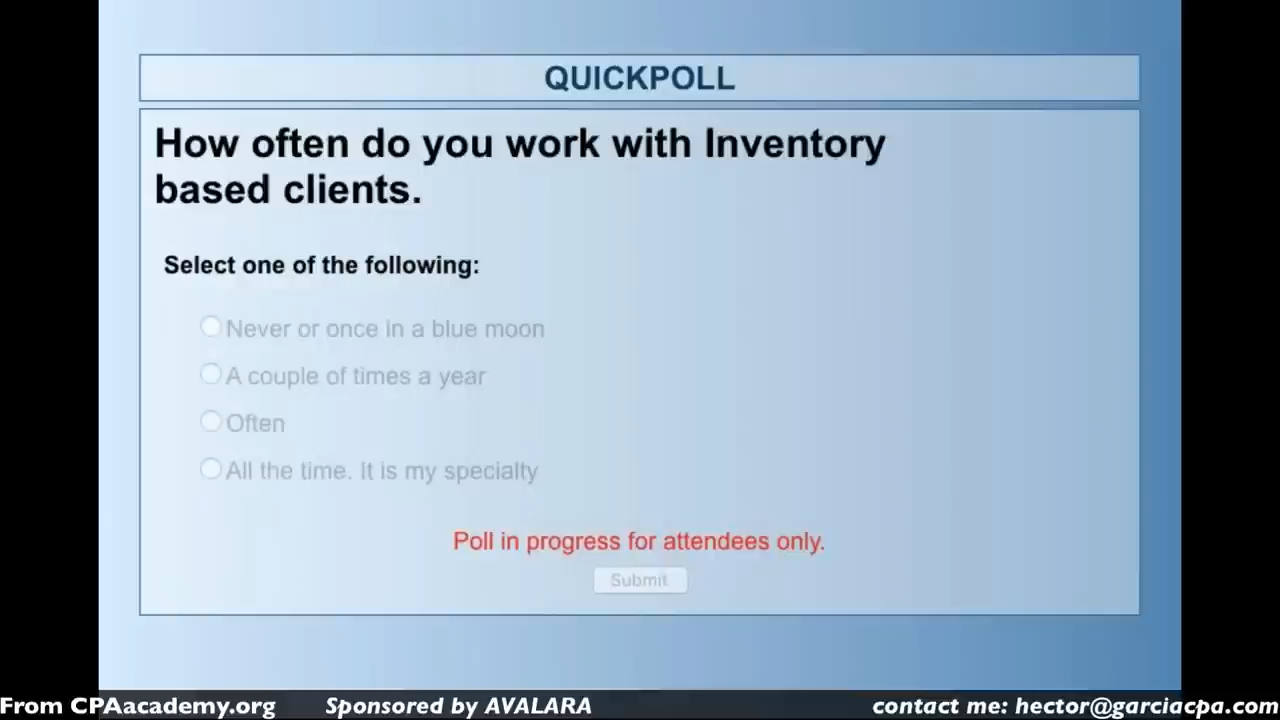 QUICKPOLL
How often do you work with Inventory
based clients.
Select one of the following:
Never or once in a blue moon
A couple of times a year
Often
All the time. It is my specialty
Poll in progress for attendees only.
Submit
From CPAacademy.org Sponsored by AVALARA contact me: hector@garciacpa.com